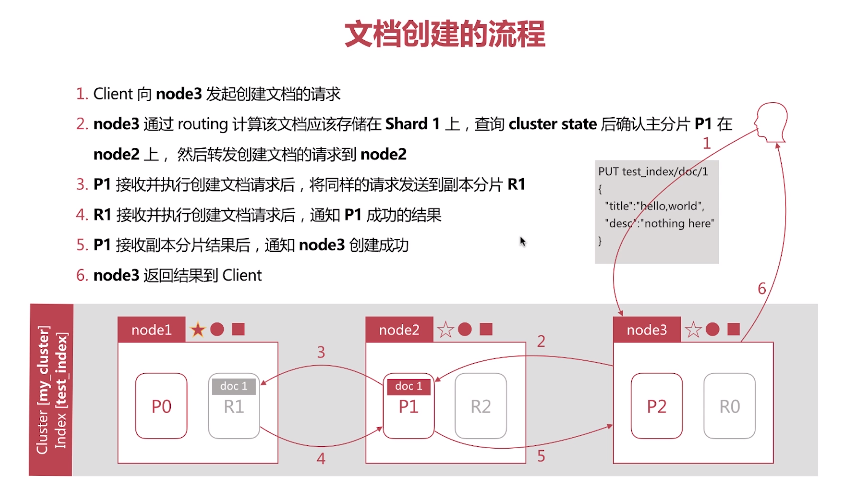 文档创建的流程
1. Client 向 node3 发起创建文档的请求
2. node3 通过 routing 计算该文档应该存储在 Shard 1 上，查询 cluster state 后确认主分片 P1 在
node2 上， 然后转发创建文档的请求到 node2
3. P1 接收并执行创建文档请求后，将同样的请求发送到副本分片 R1
4. R1 接收并执行创建文档请求后，通知 P1 成功的结果
5. P1 接收副本分片结果后，通知 node3 创建成功
6. node3 返回结果到 Client
1
PUT test_index/doc/1
{
"title":"hello,world",
"desc":"nothing here"
}
6
Cluster [my_cluster]
Index [test_index]
node1
P0
doc 1
R1
3
4
node2
doc 1
P1
R2
2
5
node3
P2
R0